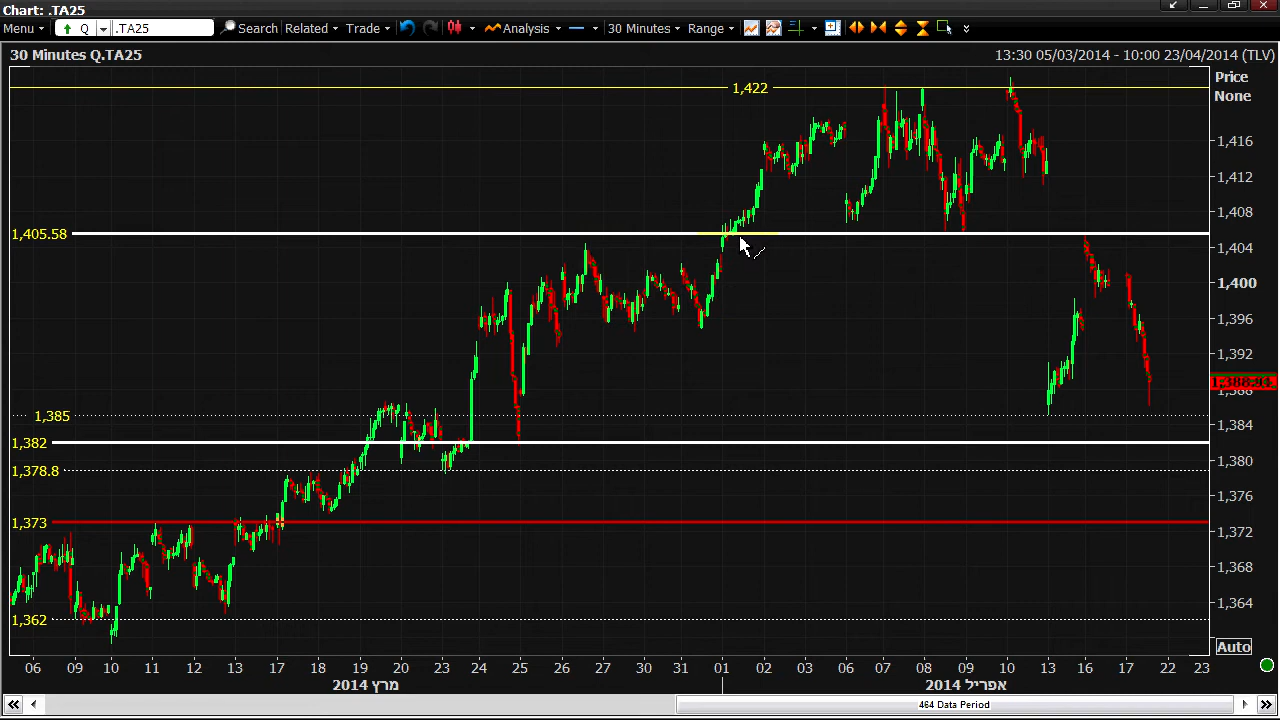 Chart: .TA25
Menu Q .TA25 Search Related Trade Analysis 30 Minutes Range
30 Minutes Q.TA25 13:30 05/03/2014 - 10:00 23/04/2014 (TLV)
Price
None
1,422
1,416
1,412
1,408
1,405.58
1,404
1,400
1,396
1,392
1,388
1,385
1,384
1,382
1,380
1,378.8
1,376
1,373
1,372
1,368
1,364
1,362
Auto
06 09 10 11 12 13 17 18 19 20 23 24 25 26 27 30 31 01 02 03 06 07 08 09 10 13 16 17 22 23
מרץ 2014 אפריל 2014
464 Data Period